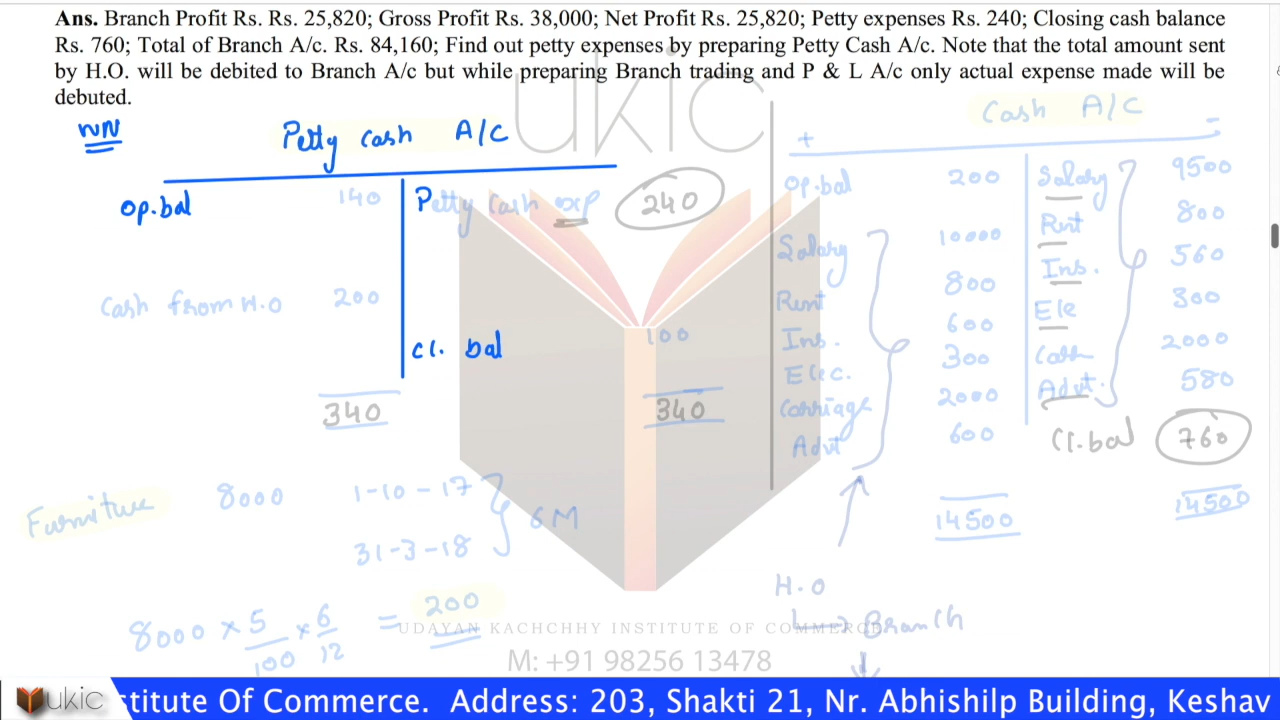 Ans. Branch Profit Rs. Rs. 25,820; Gross Profit Rs. 38,000; Net Profit Rs. 25,820; Petty expenses Rs. 240; Closing cash balance
Rs. 760; Total of Branch A/c. Rs. 84,160; Find out petty expenses by preparing Petty Cash A/c. Note that the total amount sent
by H.O. will be debited to Branch A/c but while preparing Branch trading and P & L A/c only actual expense made will be
debuted.
WN
Petty cash A/C
Op.bal 140 Petty Cash exp 240
Cash from H.O 200
Cl. bal 100
340 340
Cash A/C
+ -
Op.bal 200 Salary 9500
Salary 10000 Rent 800
Rent 800 Ins. 560
Ins. 600 Ele 300
Elec. 300 2000
Carriage 2000 Advt. 580
Advt 600 Cl.bal 760
14500 14500
Furniture 8000 1-10-17
31-3-18 6M
8000 x 5/100 x 6/12 = 200
H.O
Branch
ukic
UDAYAN KACHCHHY INSTITUTE OF COMMERCE
M: +91 98256 13478
ukic
stitute Of Commerce. Address: 203, Shakti 21, Nr. Abhishilp Building, Keshav